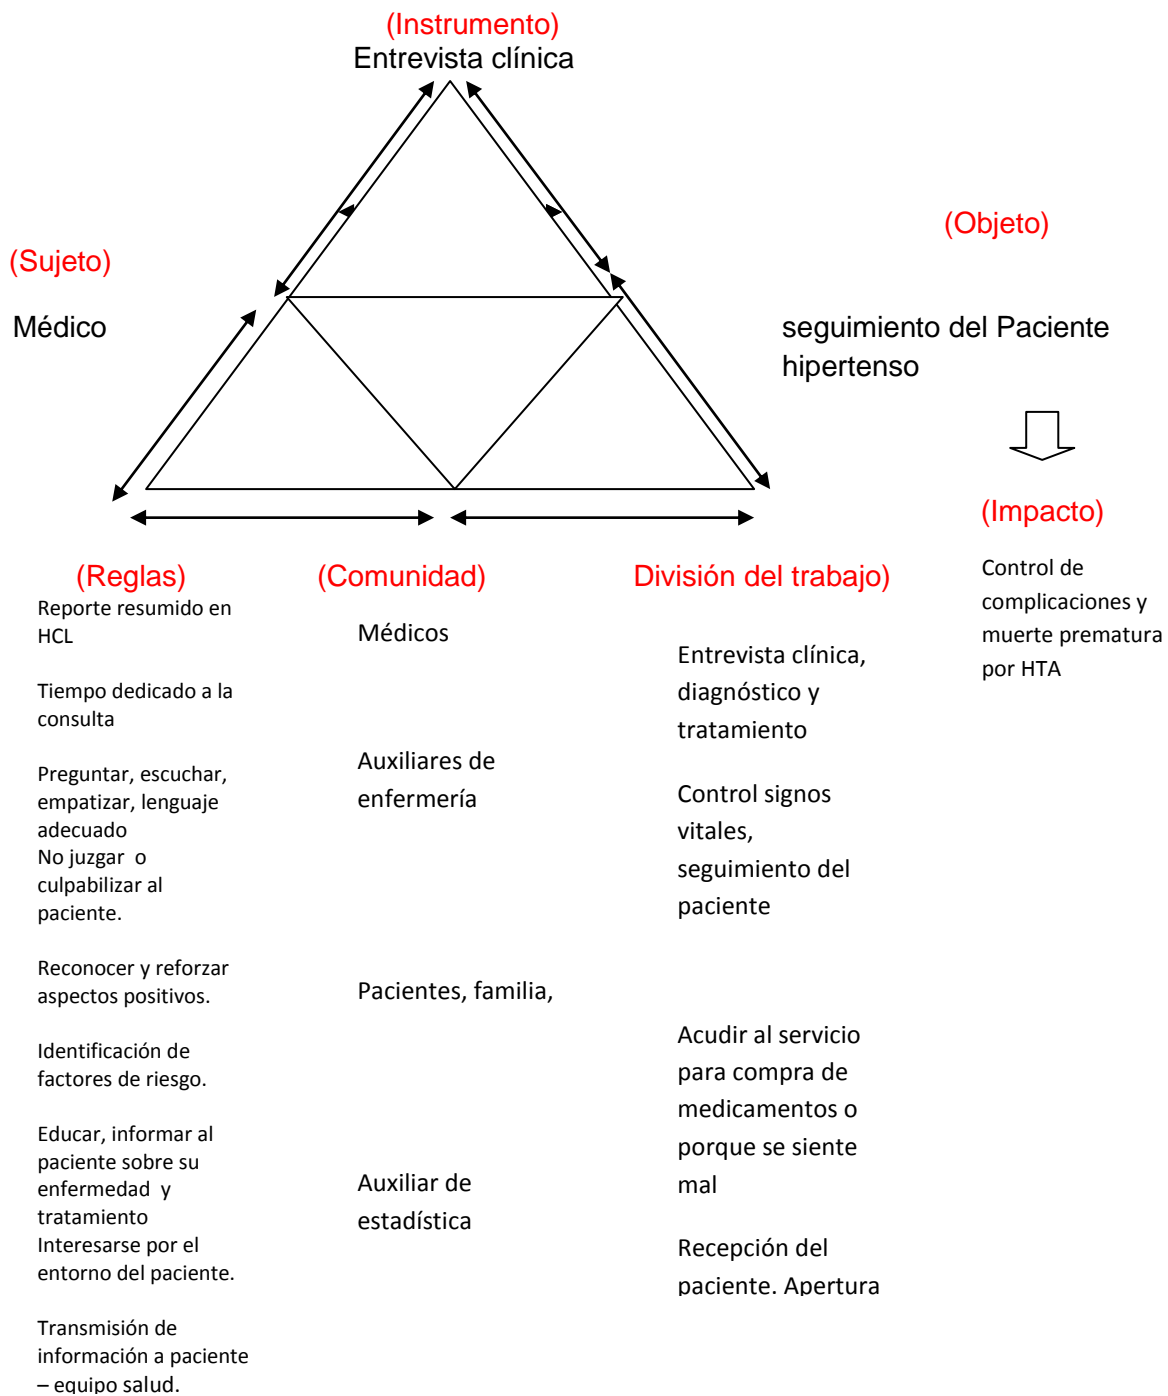 (Instrumento)
Entrevista clínica
(Sujeto)
Médico
(Objeto)
seguimiento del Paciente
hipertenso
(Impacto)
Control de
complicaciones y
muerte prematura
por HTA
(Reglas)
Reporte resumido en
HCL
Tiempo dedicado a la
consulta
Preguntar, escuchar,
empatizar, lenguaje
adecuado
No juzgar o
culpabilizar al
paciente.
Reconocer y reforzar
aspectos positivos.
Identificación de
factores de riesgo.
Educar, informar al
paciente sobre su
enfermedad y
tratamiento
Interesarse por el
entorno del paciente.
Transmisión de
información a paciente
– equipo salud.
(Comunidad)
Médicos
Auxiliares de
enfermería
Pacientes, familia,
Auxiliar de
estadística
División del trabajo)
Entrevista clínica,
diagnóstico y
tratamiento
Control signos
vitales,
seguimiento del
paciente
Acudir al servicio
para compra de
medicamentos o
porque se siente
mal
Recepción del
paciente. Apertura